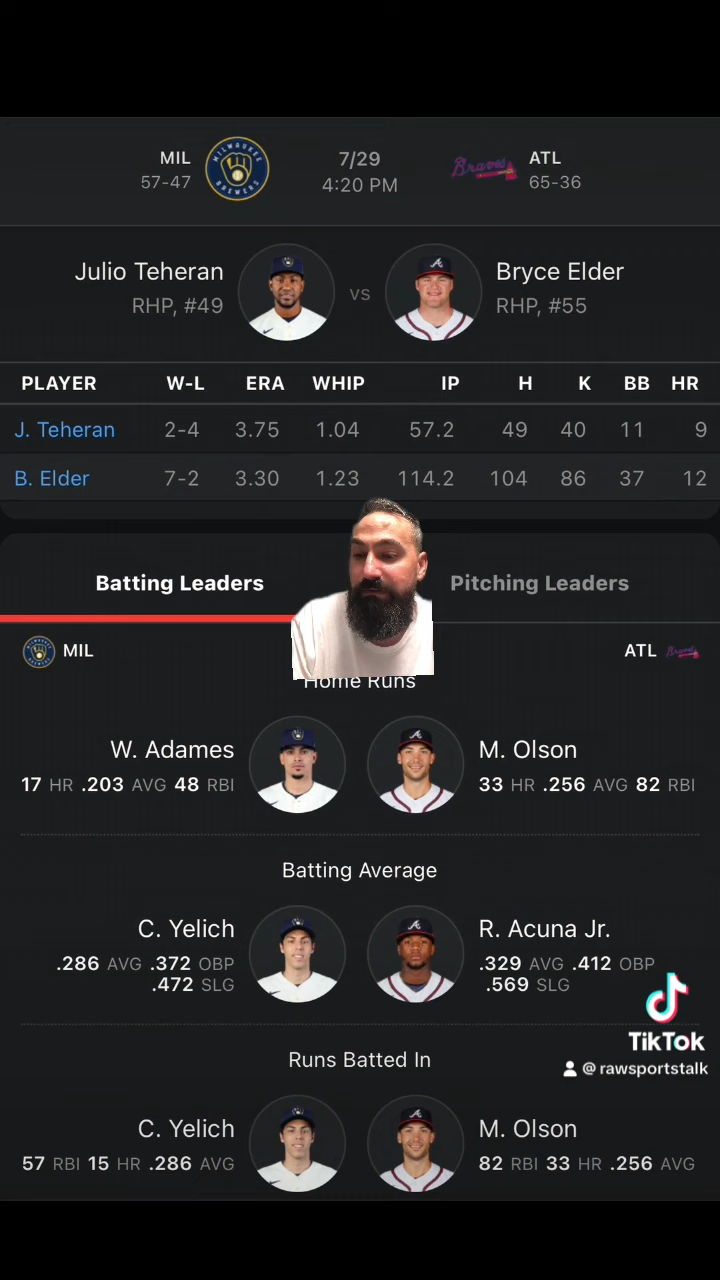 MIL
57-47
7/29
4:20 PM
Braves
ATL
65-36
MILWAUKEE
BREWERS
Julio Teheran
RHP, #49
vs
Bryce Elder
RHP, #55
PLAYER W-L ERA WHIP IP H K BB HR
J. Teheran 2-4 3.75 1.04 57.2 49 40 11 9
B. Elder 7-2 3.30 1.23 114.2 104 86 37 12
Batting Leaders
Pitching Leaders
MIL
ATL
Braves
Home Runs
W. Adames
17 HR .203 AVG 48 RBI
M. Olson
33 HR .256 AVG 82 RBI
Batting Average
C. Yelich
.286 AVG .372 OBP
.472 SLG
R. Acuna Jr.
.329 AVG .412 OBP
.569 SLG
TikTok
@rawsportstalk
Runs Batted In
C. Yelich
57 RBI 15 HR .286 AVG
M. Olson
82 RBI 33 HR .256 AVG